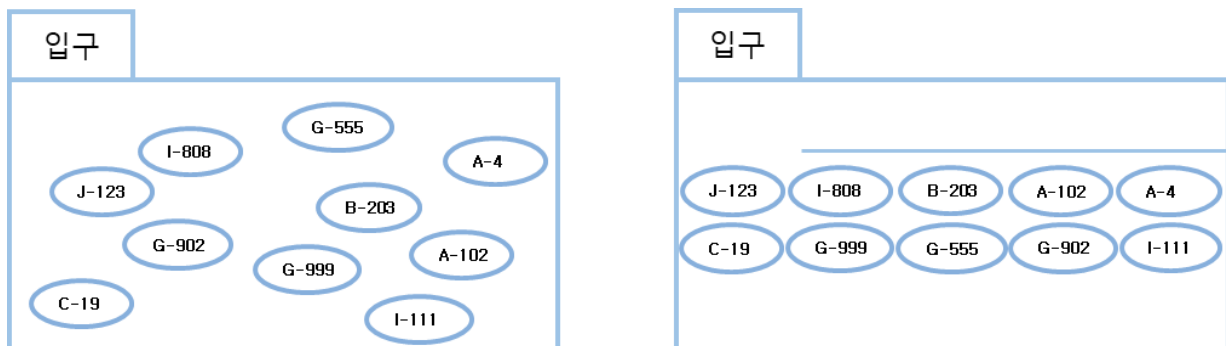 입구
G-555
I-808
A-4
J-123
B-203
G-902
A-102
G-999
C-19
I-111
입구
J-123 I-808 B-203 A-102 A-4
C-19 G-999 G-555 G-902 I-111